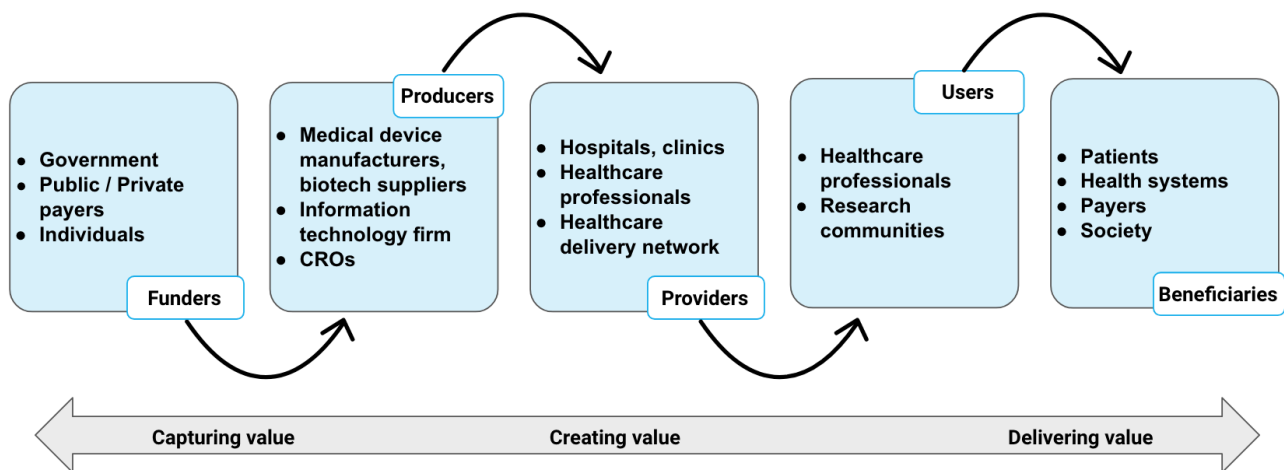 ● Government
● Public / Private
payers
● Individuals
Funders
Producers
● Medical device
manufacturers,
biotech suppliers
● Information
technology firm
● CROs
● Hospitals, clinics
● Healthcare
professionals
● Healthcare
delivery network
Providers
Users
● Healthcare
professionals
● Research
communities
● Patients
● Health systems
● Payers
● Society
Beneficiaries
Capturing value
Creating value
Delivering value